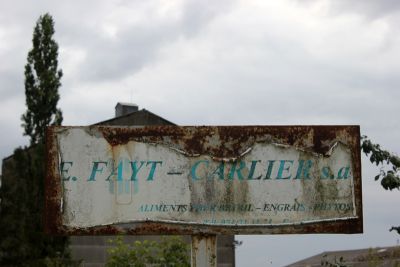 E. FAYT - CARLIER s.a
ALIMENTS POUR BETAIL - ENGRAIS - PHYTOS